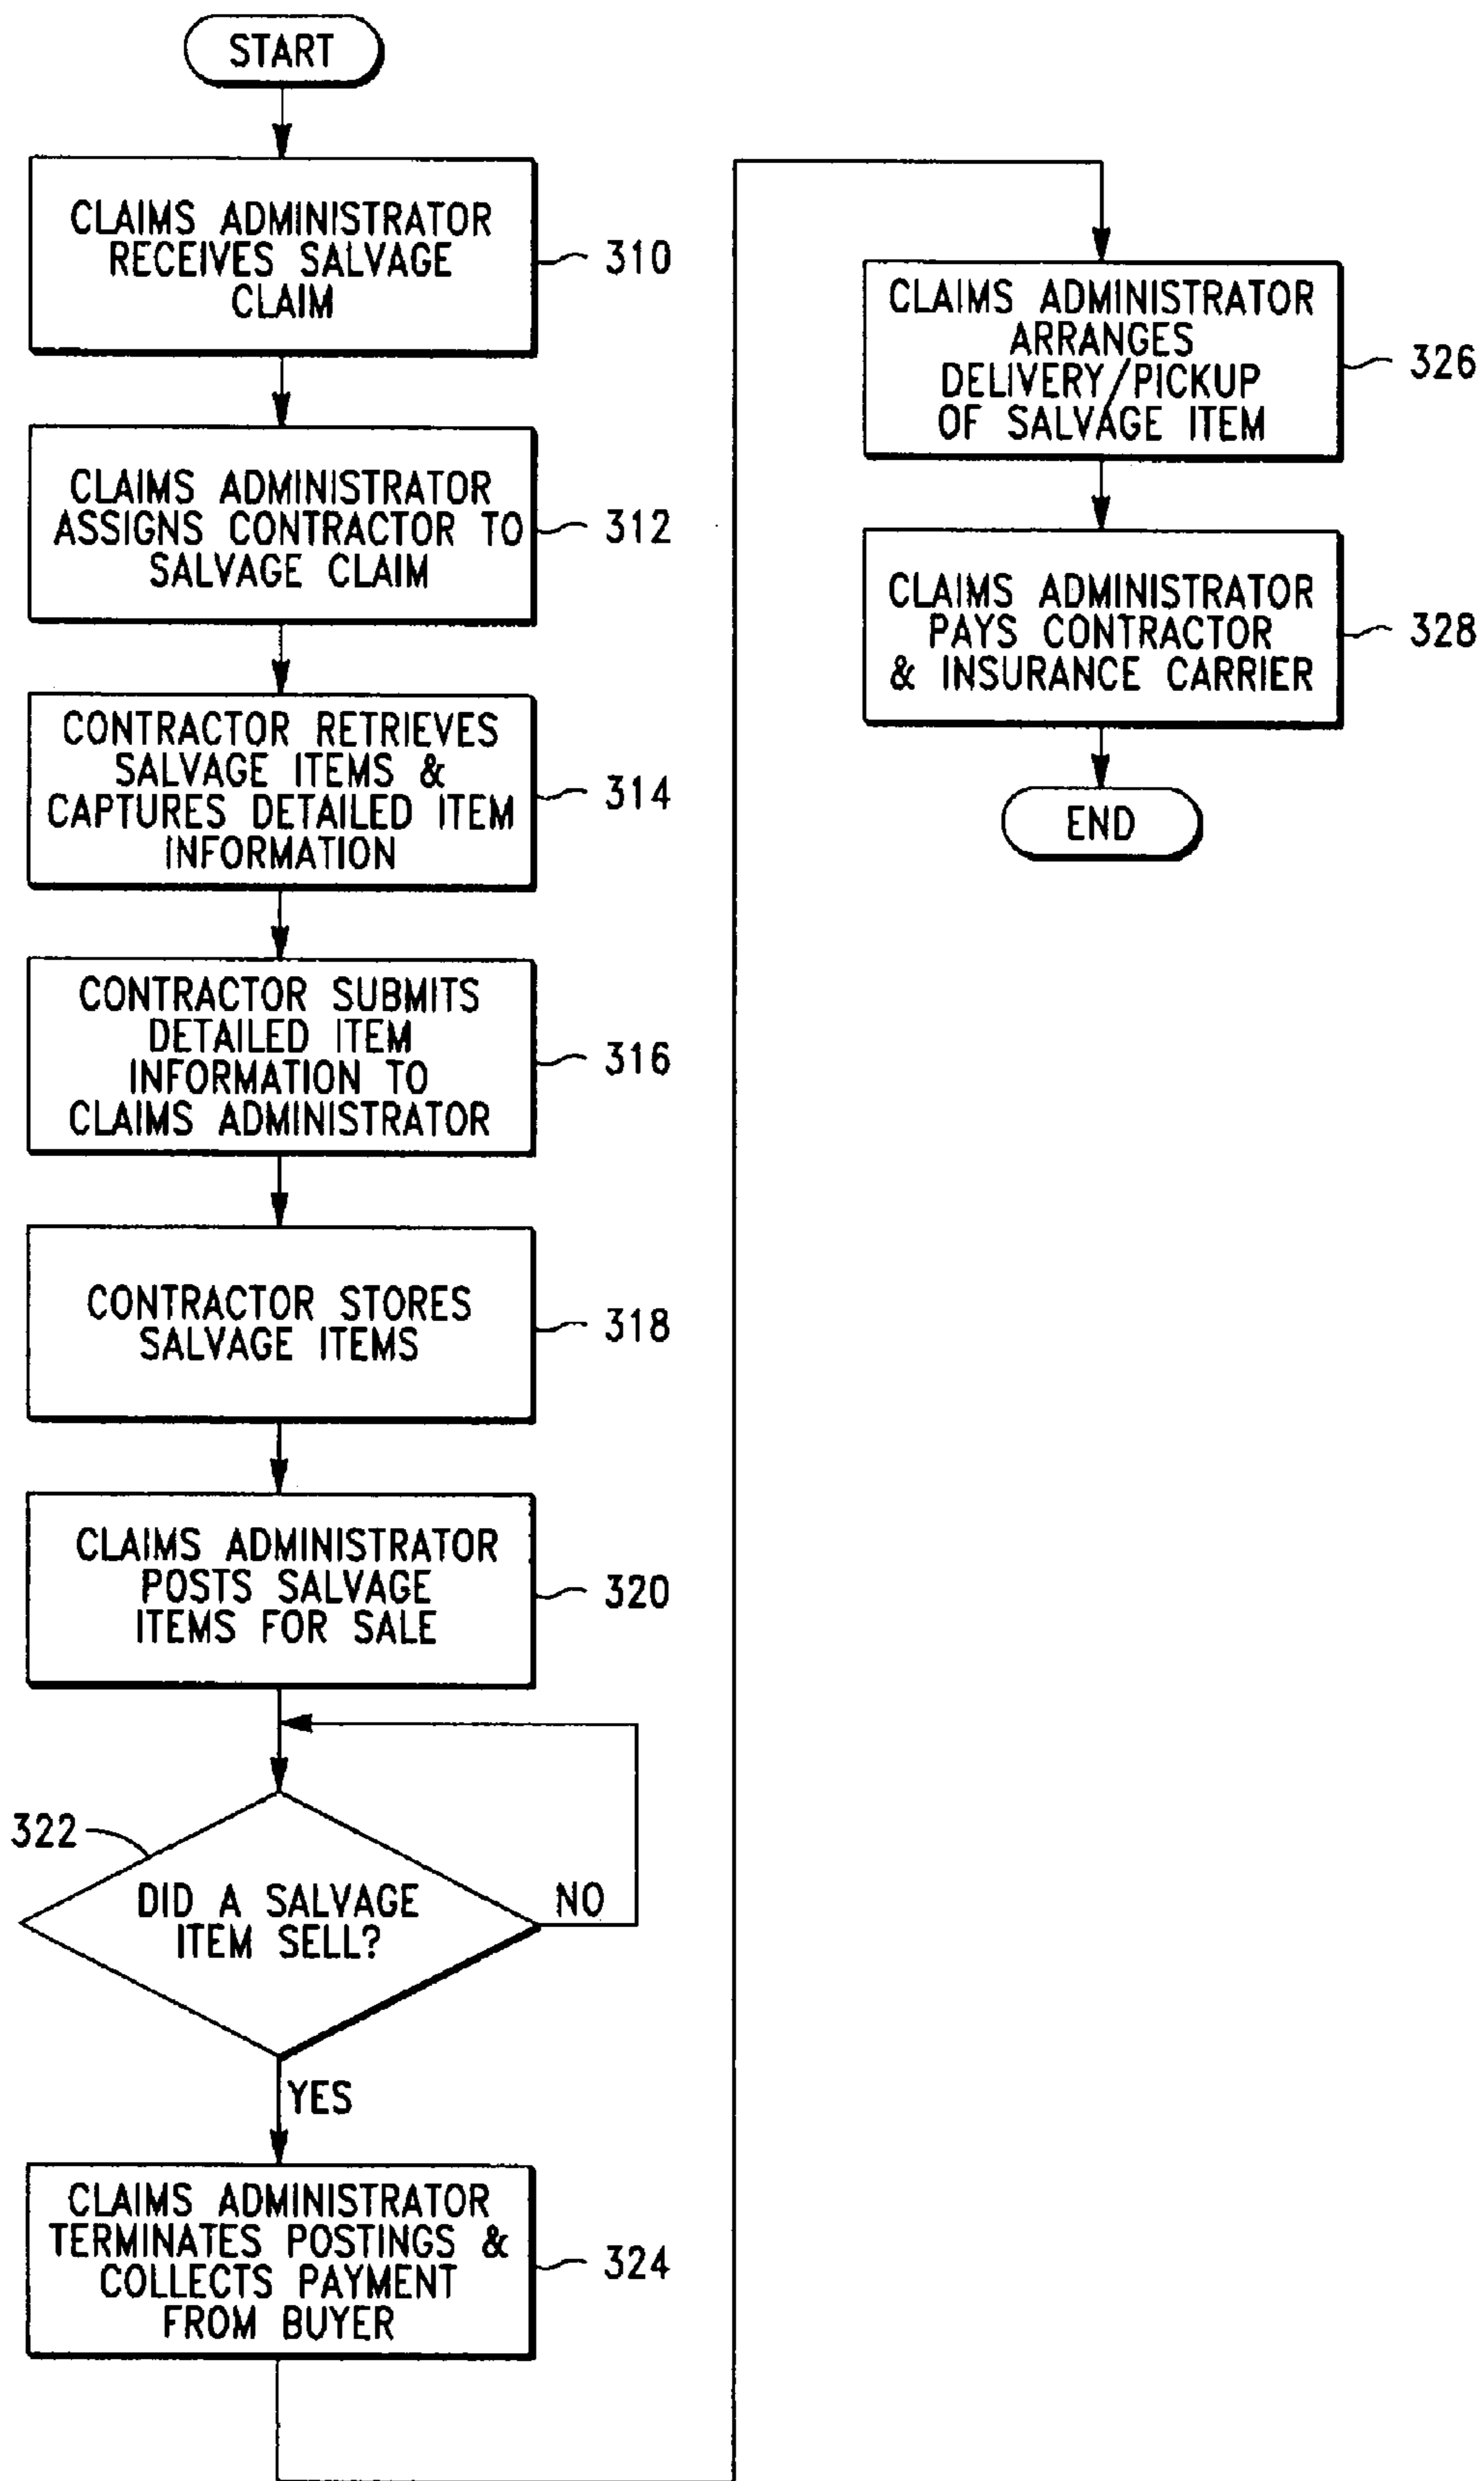 START
CLAIMS ADMINISTRATOR
RECEIVES SALVAGE
CLAIM
310
CLAIMS ADMINISTRATOR
ASSIGNS CONTRACTOR TO
SALVAGE CLAIM
312
CONTRACTOR RETRIEVES
SALVAGE ITEMS &
CAPTURES DETAILED ITEM
INFORMATION
314
CONTRACTOR SUBMITS
DETAILED ITEM
INFORMATION TO
CLAIMS ADMINISTRATOR
316
CONTRACTOR STORES
SALVAGE ITEMS
318
CLAIMS ADMINISTRATOR
POSTS SALVAGE
ITEMS FOR SALE
320
322
DID A SALVAGE
ITEM SELL?
NO
YES
CLAIMS ADMINISTRATOR
TERMINATES POSTINGS &
COLLECTS PAYMENT
FROM BUYER
324
CLAIMS ADMINISTRATOR
ARRANGES
DELIVERY/PICKUP
OF SALVAGE ITEM
326
CLAIMS ADMINISTRATOR
PAYS CONTRACTOR
& INSURANCE CARRIER
328
END